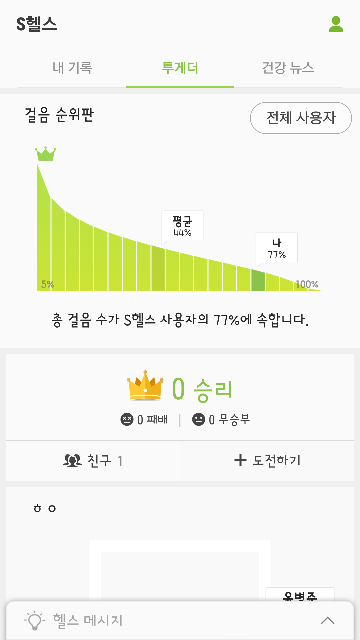 S헬스
내 기록
투게더
건강 뉴스
걸음 순위판
전체 사용자
평균
44%
나
77%
5%
100%
총 걸음 수가 S헬스 사용자의 77%에 속합니다.
0 승리
0 패배 | 0 무승부
친구 1
도전하기
ㅎㅇ
헬스 메시지